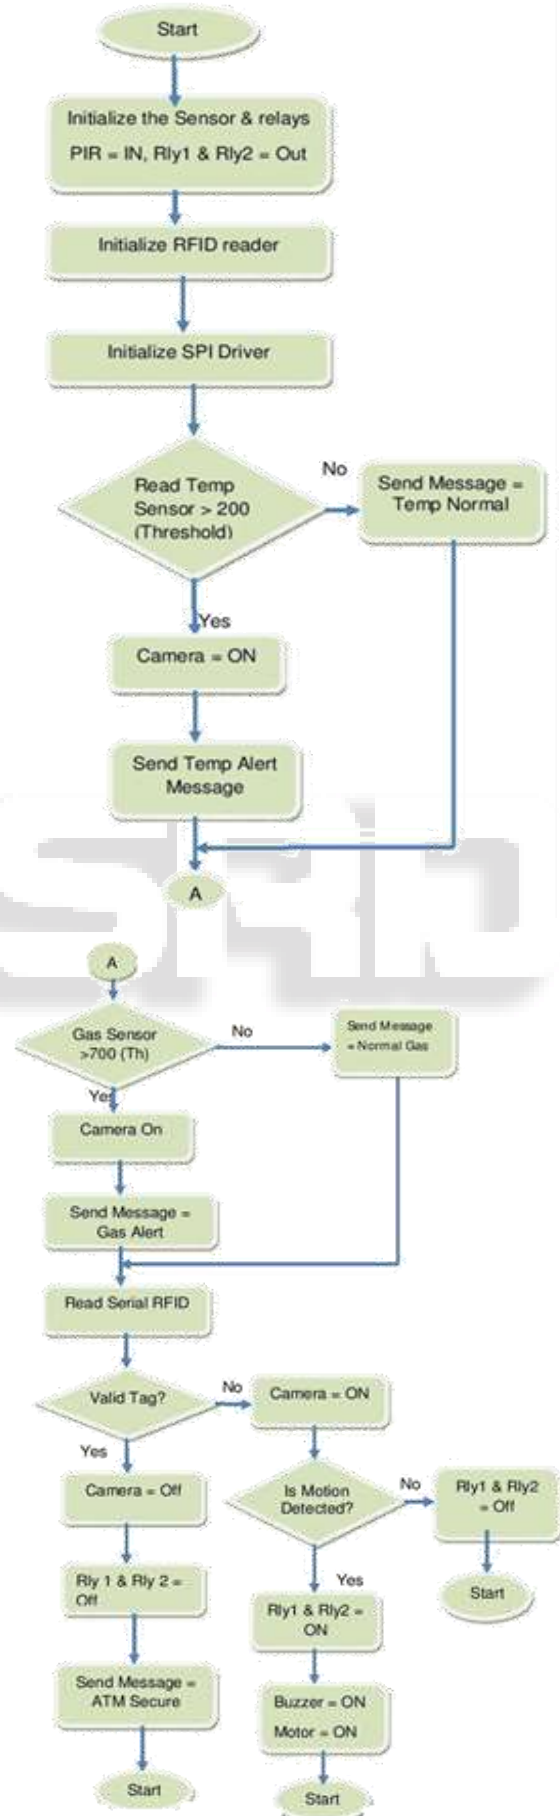 Start
Initialize the Sensor & relays
PIR = IN, Rly1 & Rly2 = Out
Initialize RFID reader
Initialize SPI Driver
Read Temp
Sensor > 200
(Threshold)
No
Send Message =
Temp Normal
Yes
Camera = ON
Send Temp Alert
Message
A
A
Gas Sensor
>700 (Th)
No
Send Message
= Normal Gas
Yes
Camera On
Send Message =
Gas Alert
Read Serial RFID
Valid Tag?
No
Camera = ON
Yes
Camera = Off
Is Motion
Detected?
No
Rly1 & Rly2
= Off
Start
Rly 1 & Rly 2 =
Off
Yes
Rly1 & Rly2 =
ON
Send Message =
ATM Secure
Buzzer = ON
Motor = ON
Start
Start